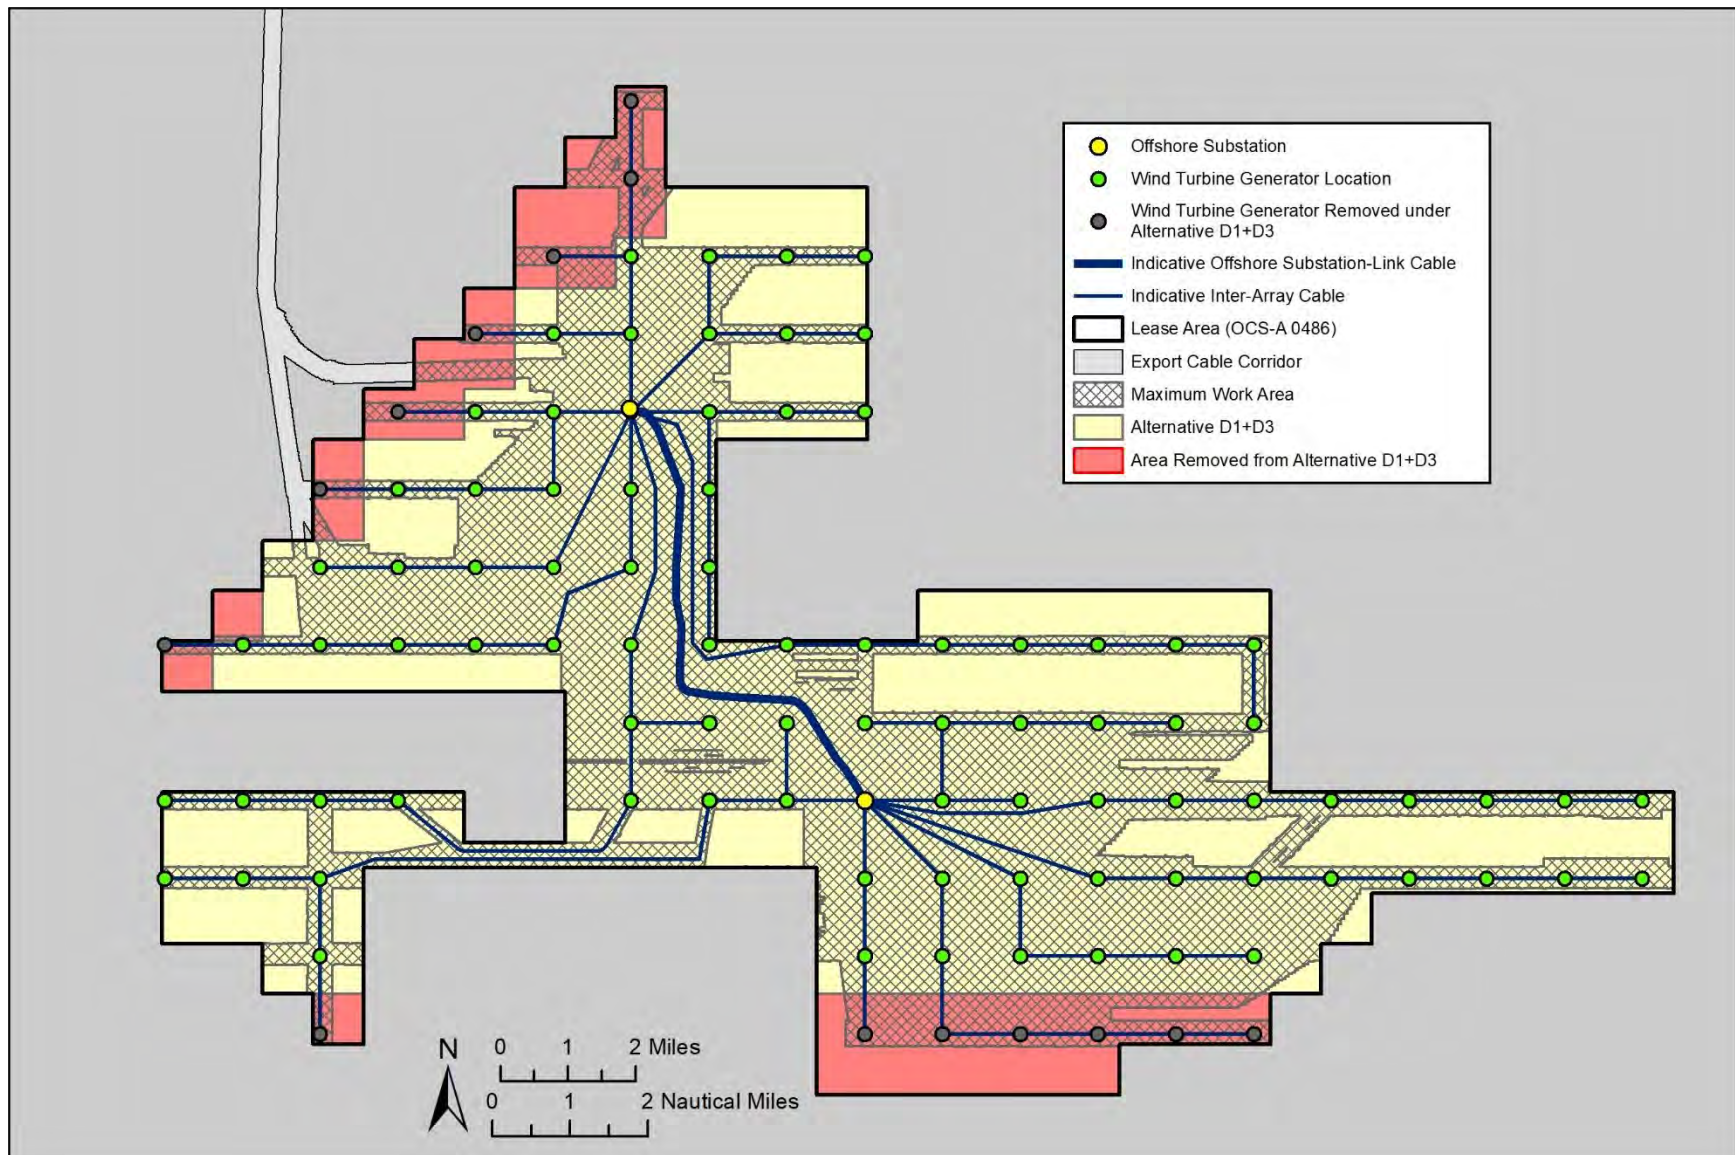 Offshore Substation
Wind Turbine Generator Location
Wind Turbine Generator Removed under
Alternative D1+D3
Indicative Offshore Substation-Link Cable
Indicative Inter-Array Cable
Lease Area (OCS-A 0486)
Export Cable Corridor
Maximum Work Area
Alternative D1+D3
Area Removed from Alternative D1+D3
N
0 1 2 Miles
0 1 2 Nautical Miles